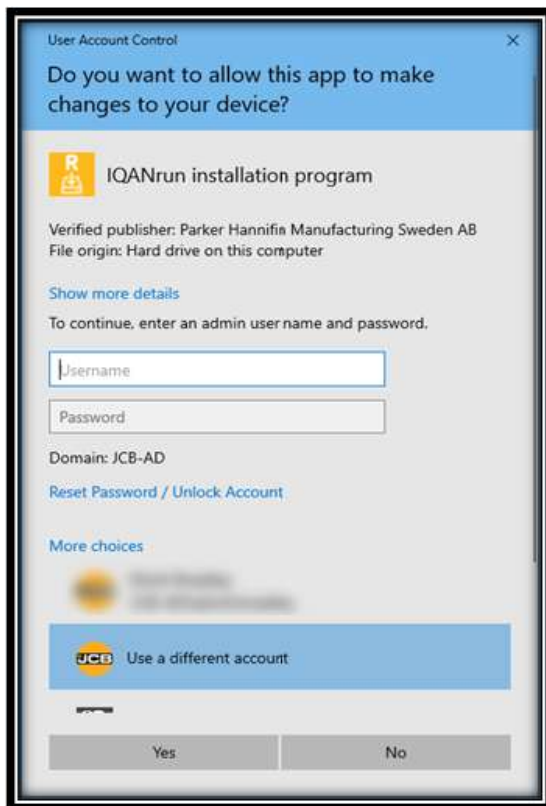 User Account Control
Do you want to allow this app to make
changes to your device?
R
IQANrun installation program
Verified publisher: Parker Hannifin Manufacturing Sweden AB
File origin: Hard drive on this computer
Show more details
To continue, enter an admin user name and password.
Username
Password
Domain: JCB-AD
Reset Password / Unlock Account
More choices
JCB Use a different account
Yes No